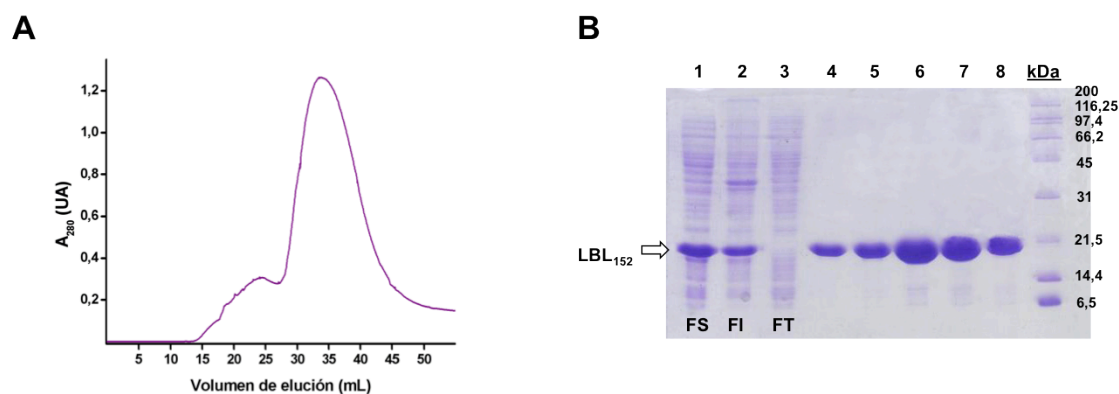 A
A280 (UA)
1,2
1,0
0,8
0,6
0,4
0,2
5 10 15 20 25 30 35 40 45 50
Volumen de elución (mL)
B
1 2 3 4 5 6 7 8 kDa
200
116,25
97,4
66,2
45
31
21,5
LBL152
14,4
6,5
FS FI FT